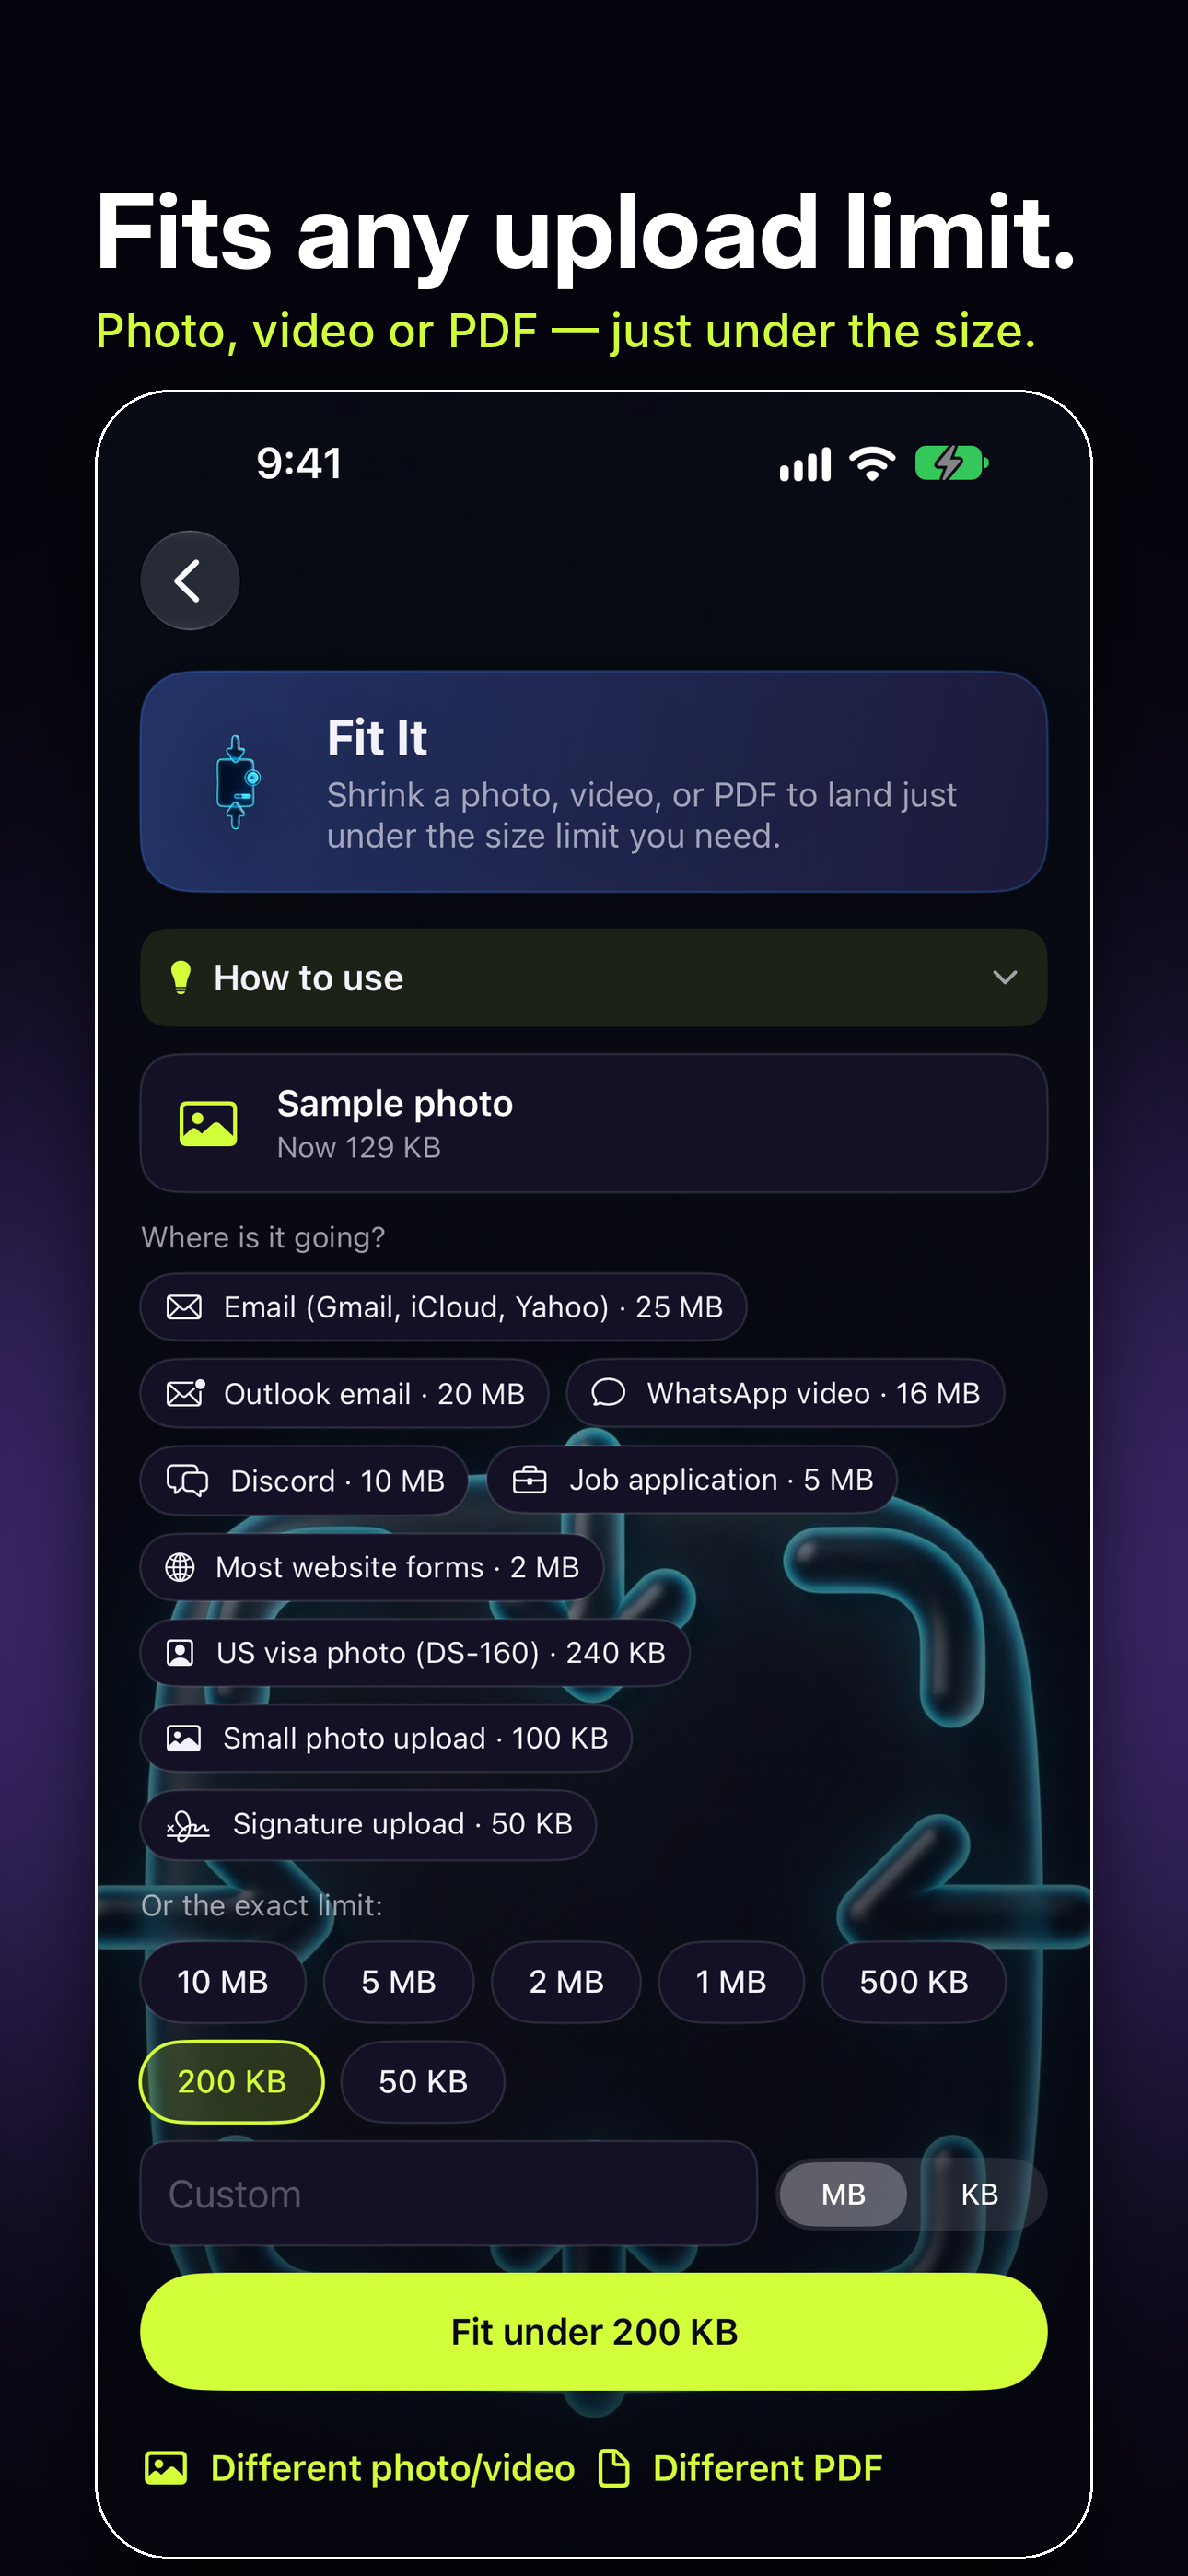 Fits any upload limit.
Photo, video or PDF — just under the size.
9:41
Fit It
Shrink a photo, video, or PDF to land just
under the size limit you need.
How to use
Sample photo
Now 129 KB
Where is it going?
Email (Gmail, iCloud, Yahoo) · 25 MB
Outlook email · 20 MB
WhatsApp video · 16 MB
Discord · 10 MB
Job application · 5 MB
Most website forms · 2 MB
US visa photo (DS-160) · 240 KB
Small photo upload · 100 KB
Signature upload · 50 KB
Or the exact limit:
10 MB
5 MB
2 MB
1 MB
500 KB
200 KB
50 KB
Custom
MB
KB
Fit under 200 KB
Different photo/video
Different PDF